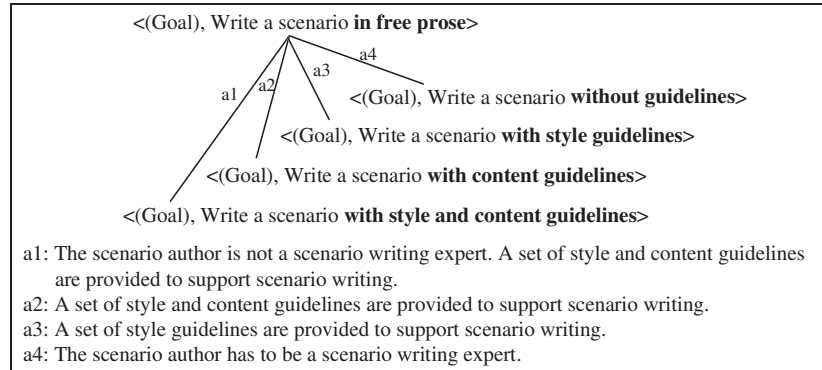 <(Goal), Write a scenario in free prose>
a4
a3
a2
a1
<(Goal), Write a scenario without guidelines>
<(Goal), Write a scenario with style guidelines>
<(Goal), Write a scenario with content guidelines>
<(Goal), Write a scenario with style and content guidelines>
a1: The scenario author is not a scenario writing expert. A set of style and content guidelines
are provided to support scenario writing.
a2: A set of style and content guidelines are provided to support scenario writing.
a3: A set of style guidelines are provided to support scenario writing.
a4: The scenario author has to be a scenario writing expert.